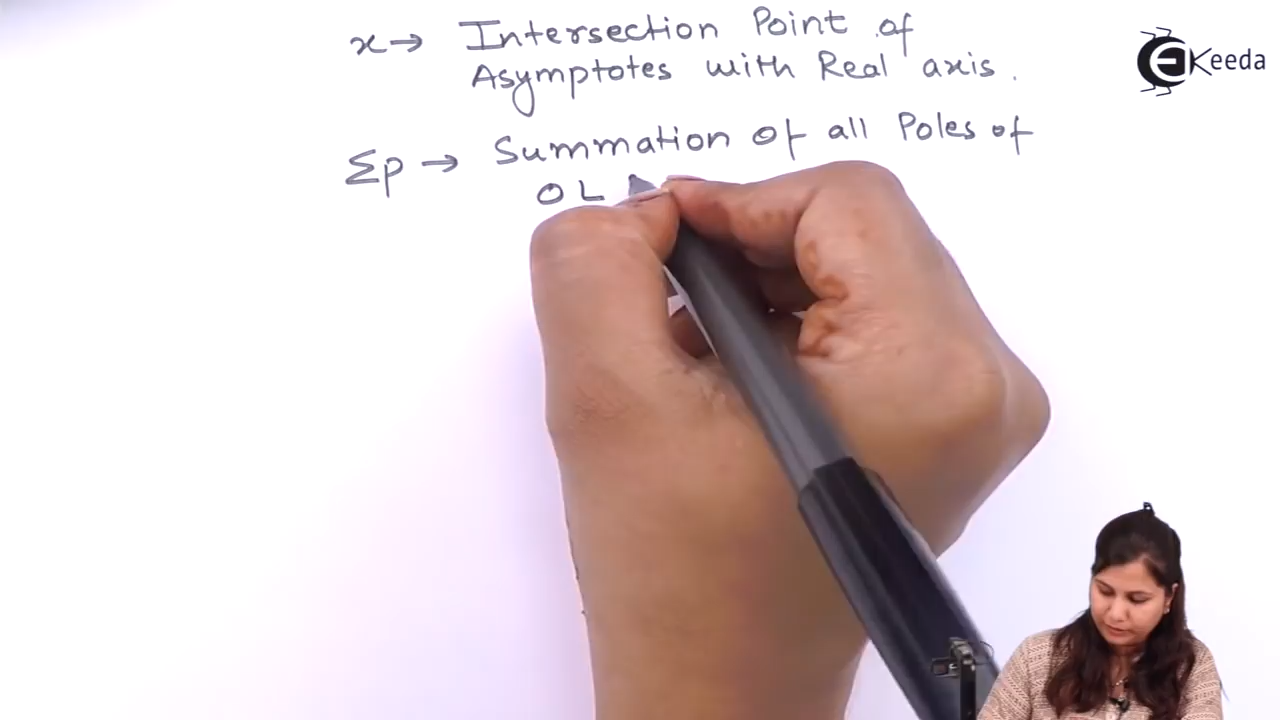 x → Intersection Point of
Asymptotes with Real axis.
Σp → Summation of all Poles of
OL
EKeeda